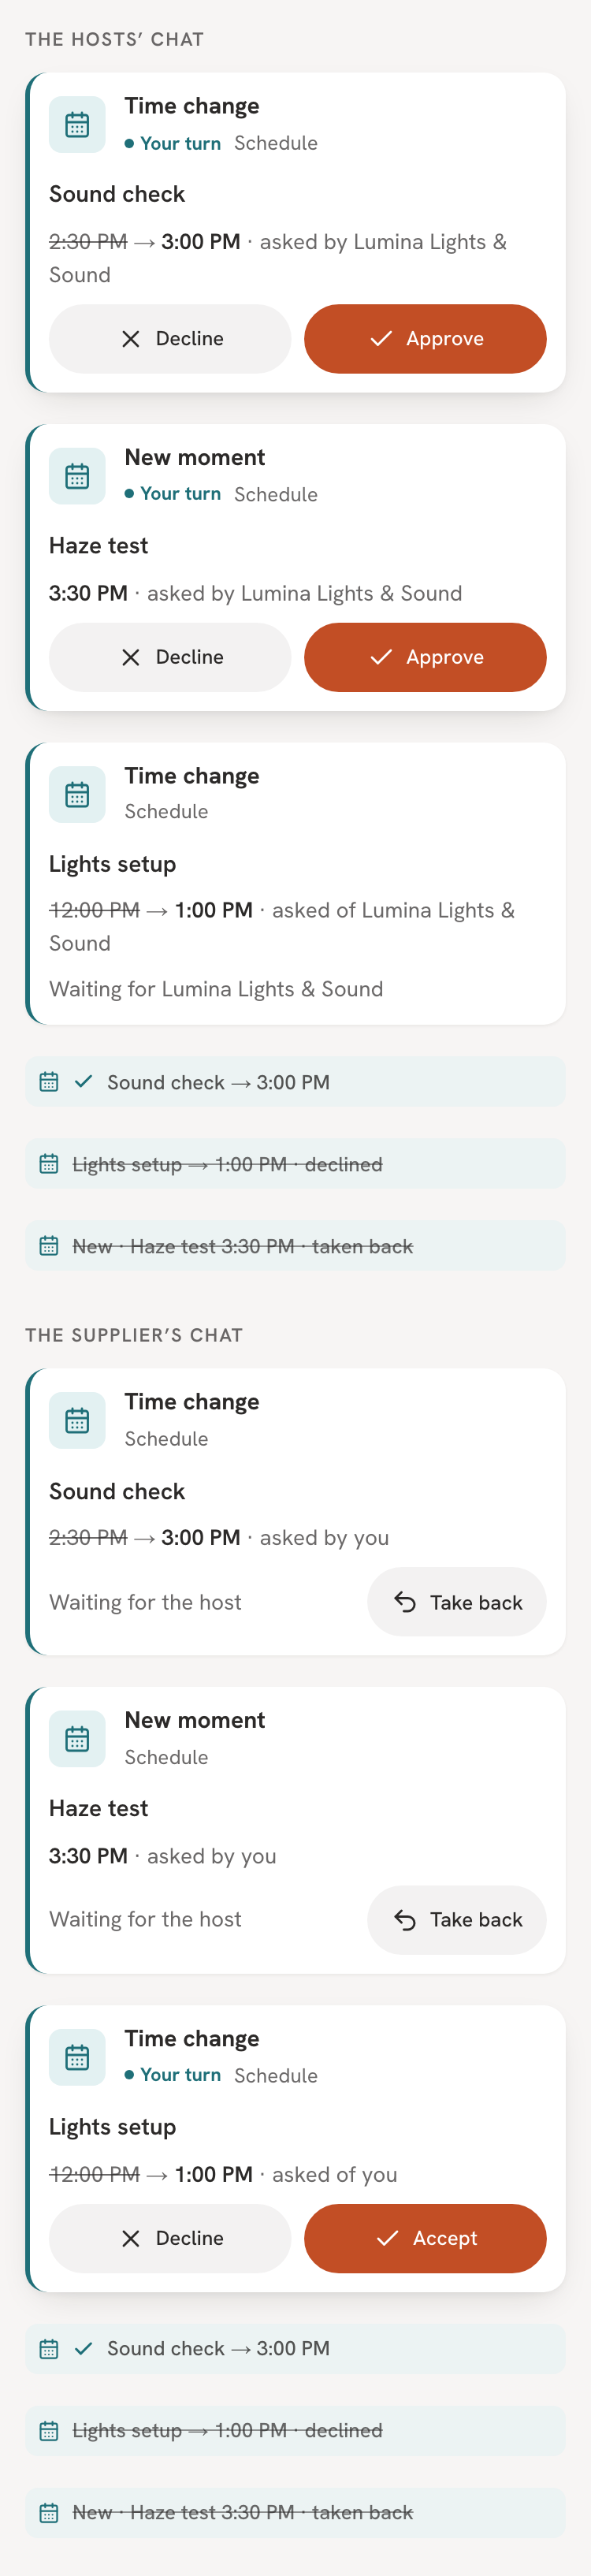 THE HOSTS’ CHAT
Time change
Your turn Schedule
Sound check
2:30 PM → 3:00 PM · asked by Lumina Lights &
Sound
Decline Approve
New moment
Your turn Schedule
Haze test
3:30 PM · asked by Lumina Lights & Sound
Decline Approve
Time change
Schedule
Lights setup
12:00 PM → 1:00 PM · asked of Lumina Lights &
Sound
Waiting for Lumina Lights & Sound
Sound check → 3:00 PM
Lights setup → 1:00 PM · declined
New · Haze test 3:30 PM · taken back
THE SUPPLIER’S CHAT
Time change
Schedule
Sound check
2:30 PM → 3:00 PM · asked by you
Waiting for the host Take back
New moment
Schedule
Haze test
3:30 PM · asked by you
Waiting for the host Take back
Time change
Your turn Schedule
Lights setup
12:00 PM → 1:00 PM · asked of you
Decline Accept
Sound check → 3:00 PM
Lights setup → 1:00 PM · declined
New · Haze test 3:30 PM · taken back